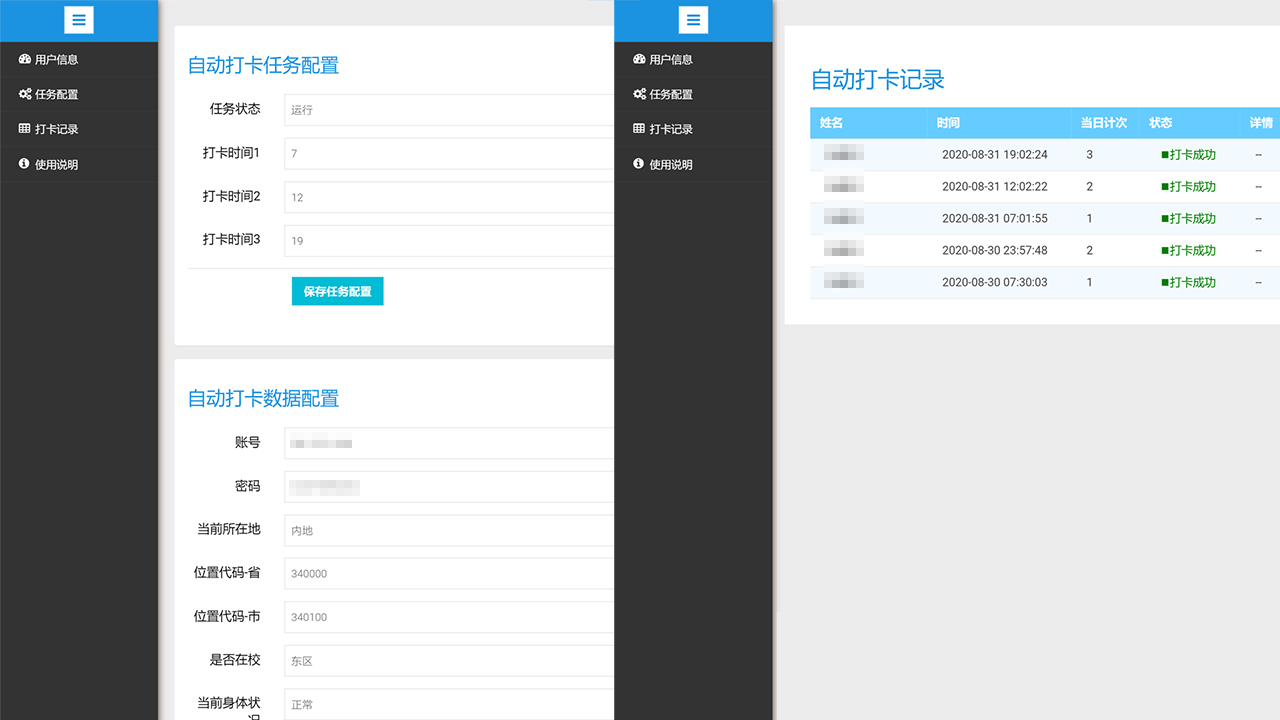 用户信息
任务配置
打卡记录
使用说明
自动打卡任务配置
任务状态 运行
打卡时间1 7
打卡时间2 12
打卡时间3 19
保存任务配置
自动打卡数据配置
账号
密码
当前所在地 内地
位置代码-省 340000
位置代码-市 340100
是否在校 东区
当前身体状 正常
况
用户信息
任务配置
打卡记录
使用说明
自动打卡记录
姓名 时间 当日计次 状态 详情
2020-08-31 19:02:24 3 ■打卡成功 --
2020-08-31 12:02:22 2 ■打卡成功 --
2020-08-31 07:01:55 1 ■打卡成功 --
2020-08-30 23:57:48 2 ■打卡成功 --
2020-08-30 07:30:03 1 ■打卡成功 --